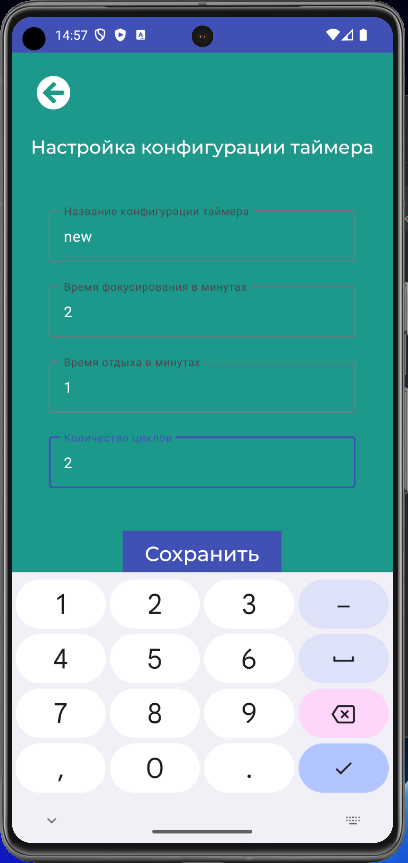 14:57
Настройка конфигурации таймера
Название конфигурации таймера
new
Время фокусирования в минутах
2
Время отдыха в минутах
1
Количество циклов
2
Сохранить
1 2 3 –
4 5 6
7 8 9
, 0 .